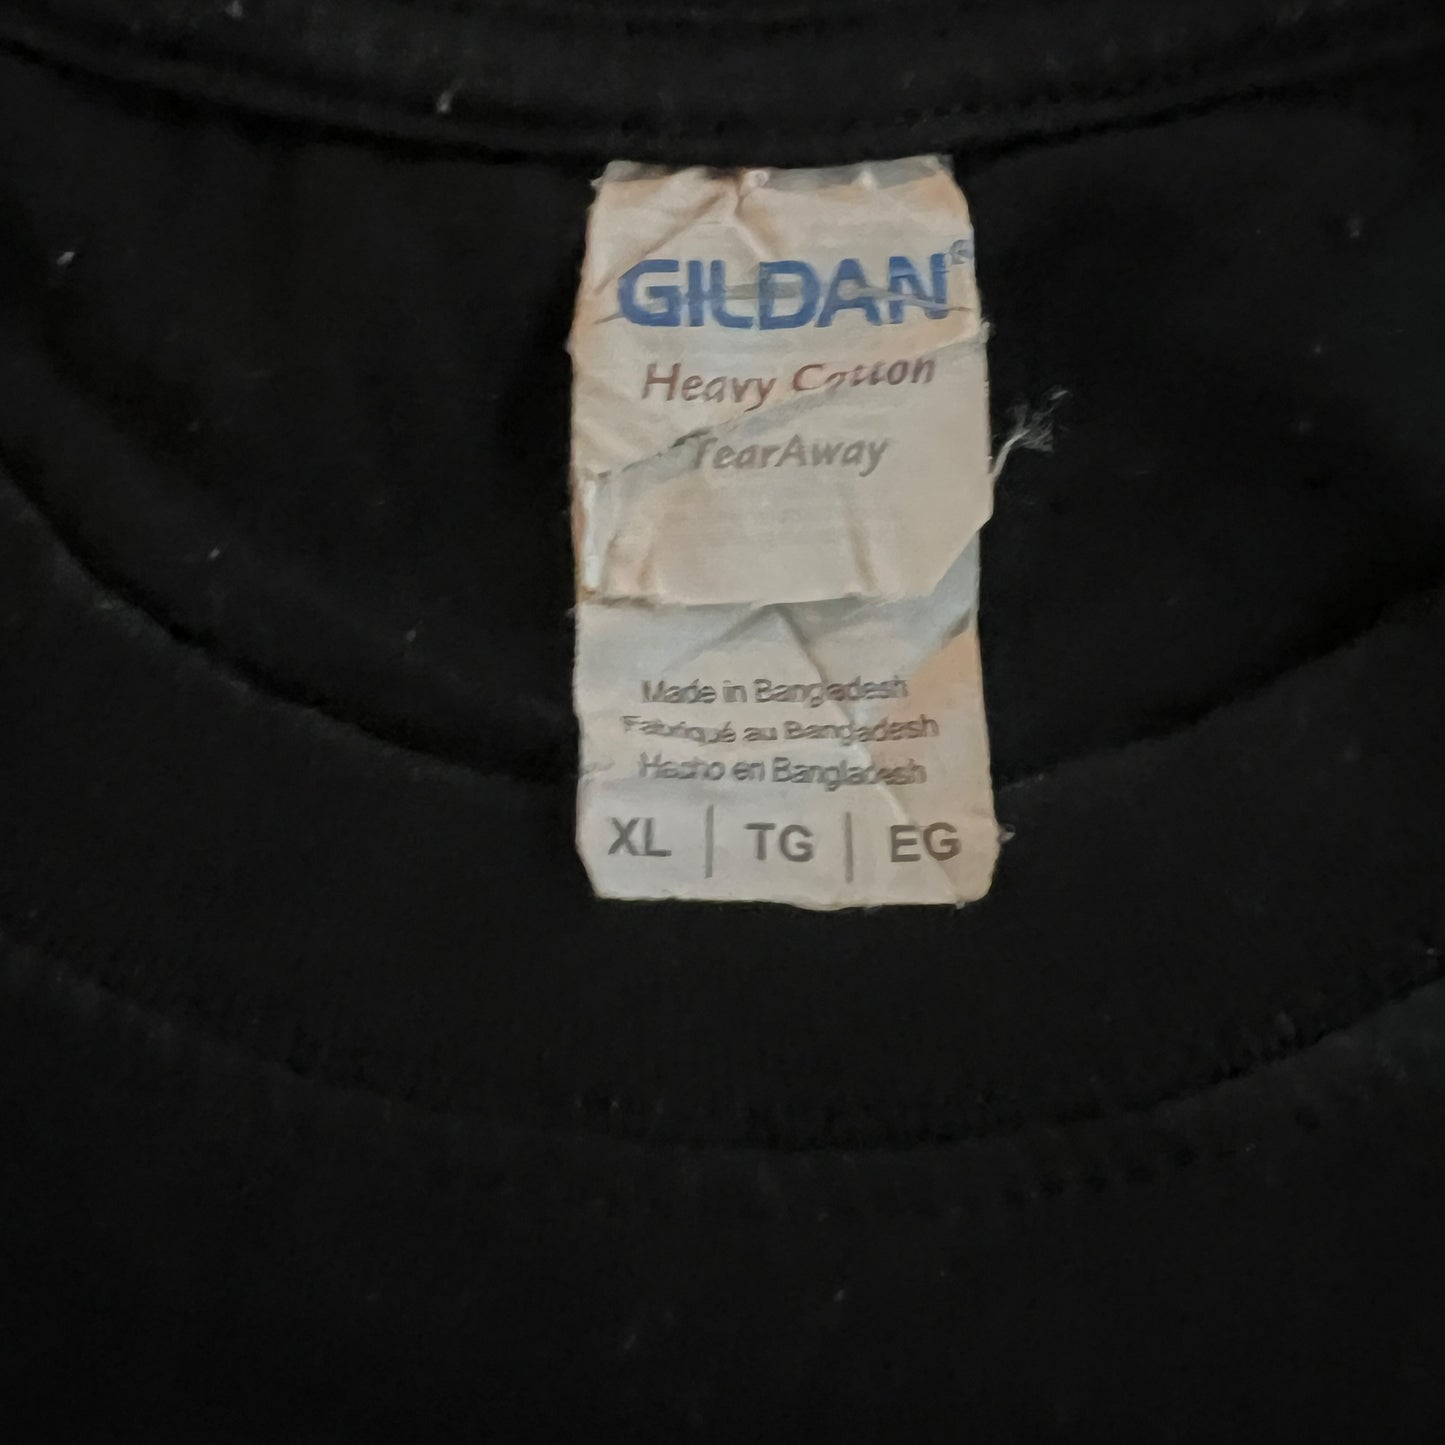 GILDAN®
Heavy Cotton
TearAway
Made in Bangladesh
Fabriqué au Bangladesh
Hecho en Bangladesh
XL | TG | EG